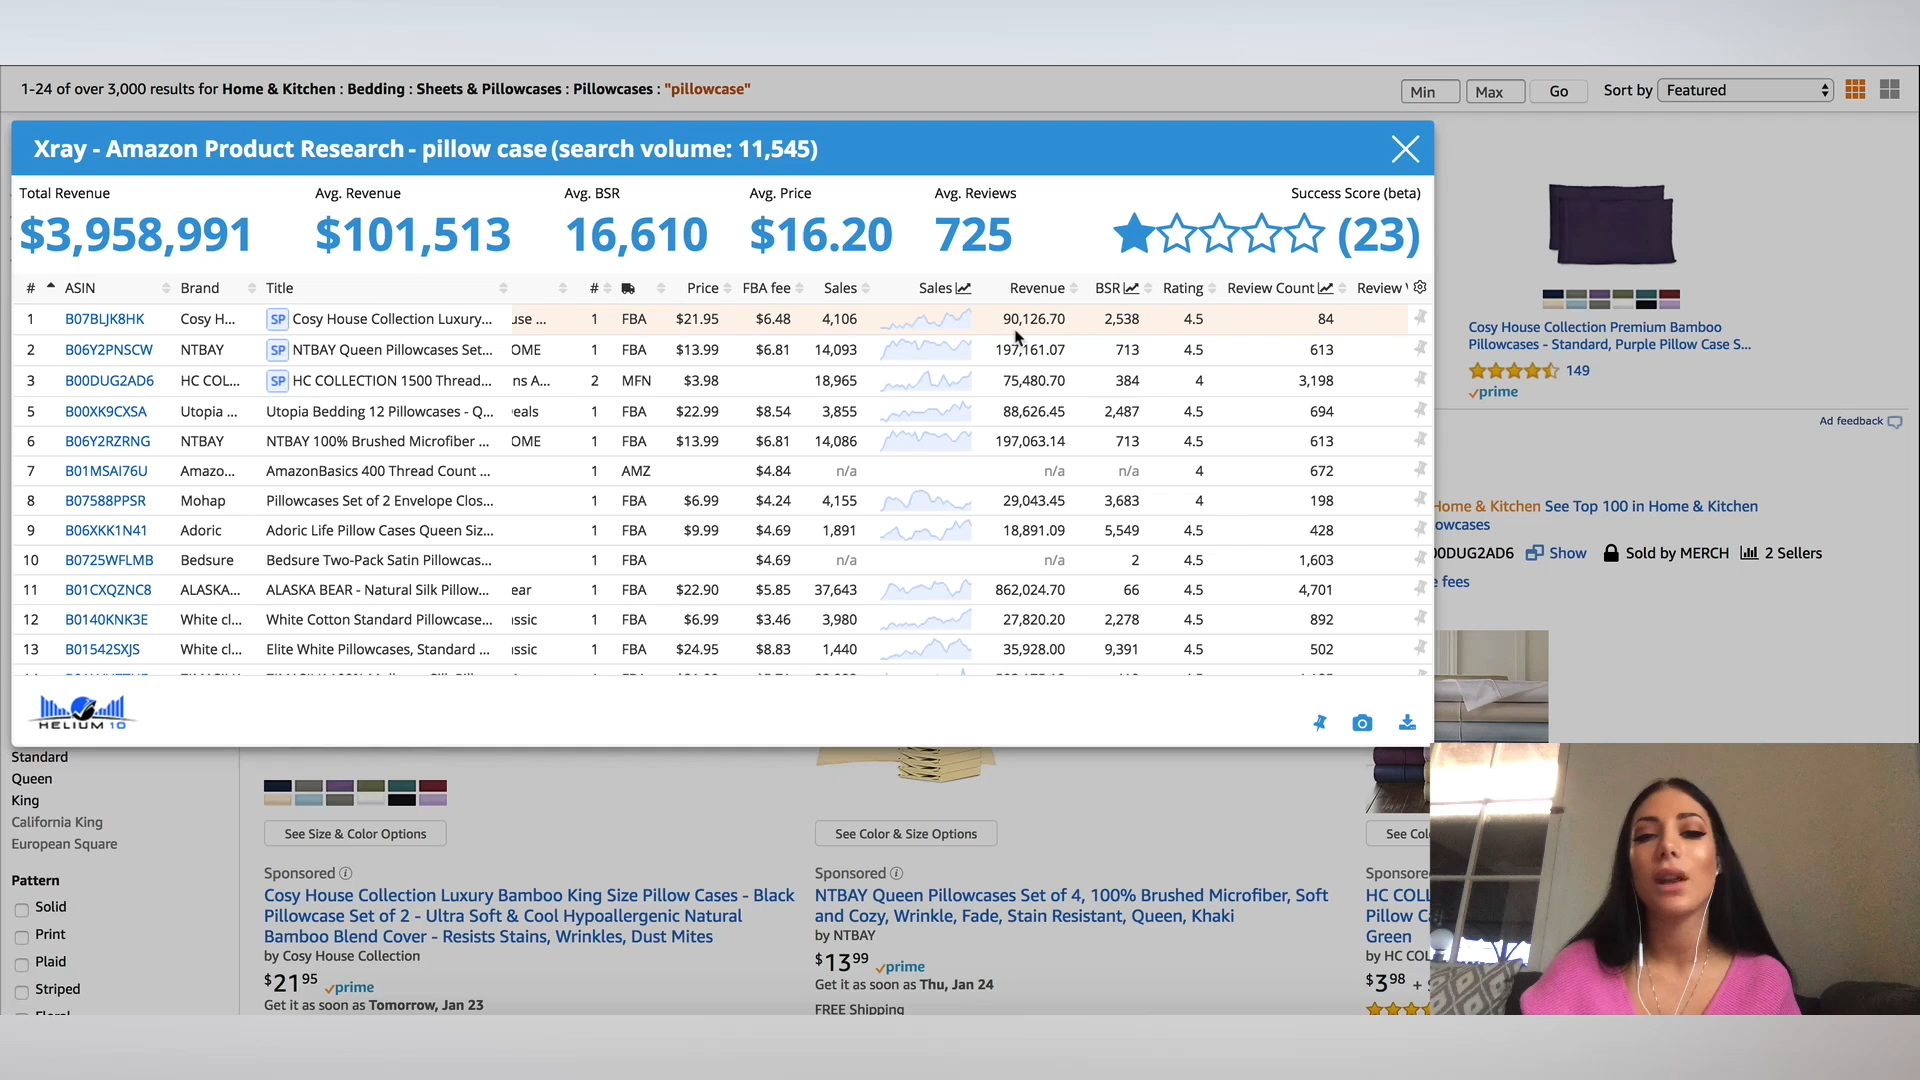 1-24 of over 3,000 results for Home & Kitchen : Bedding : Sheets & Pillowcases : Pillowcases : "pillowcase"
Min Max Go Sort by Featured
Xray - Amazon Product Research - pillow case (search volume: 11,545)
Total Revenue Avg. Revenue Avg. BSR Avg. Price Avg. Reviews Success Score (beta)
$3,958,991 $101,513 16,610 $16.20 725 (23)
# ASIN Brand Title # Price FBA fee Sales Sales Revenue BSR Rating Review Count Review
1 B07BLJK8HK Cosy H... SP Cosy House Collection Luxury... use ... 1 FBA $21.95 $6.48 4,106 90,126.70 2,538 4.5 84
2 B06Y2PNSCW NTBAY SP NTBAY Queen Pillowcases Set... OME 1 FBA $13.99 $6.81 14,093 197,161.07 713 4.5 613
3 B00DUG2AD6 HC COL... SP HC COLLECTION 1500 Thread... ns A... 2 MFN $3.98 18,965 75,480.70 384 4 3,198
5 B00XK9CXSA Utopia ... Utopia Bedding 12 Pillowcases - Q... eals 1 FBA $22.99 $8.54 3,855 88,626.45 2,487 4.5 694
6 B06Y2RZRNG NTBAY NTBAY 100% Brushed Microfiber ... OME 1 FBA $13.99 $6.81 14,086 197,063.14 713 4.5 613
7 B01MSAI76U Amazo... AmazonBasics 400 Thread Count ... 1 AMZ $4.84 n/a n/a n/a 4 672
8 B07588PPSR Mohap Pillowcases Set of 2 Envelope Clos... 1 FBA $6.99 $4.24 4,155 29,043.45 3,683 4 198
9 B06XKK1N41 Adoric Adoric Life Pillow Cases Queen Siz... 1 FBA $9.99 $4.69 1,891 18,891.09 5,549 4.5 428
10 B0725WFLMB Bedsure Bedsure Two-Pack Satin Pillowcas... 1 FBA $4.69 n/a n/a 2 4.5 1,603
11 B01CXQZNC8 ALASKA... ALASKA BEAR - Natural Silk Pillow... ear 1 FBA $22.90 $5.85 37,643 862,024.70 66 4.5 4,701
12 B0140KNK3E White cl... White Cotton Standard Pillowcase... ssic 1 FBA $6.99 $3.46 3,980 27,820.20 2,278 4.5 892
13 B01542SXJS White cl... Elite White Pillowcases, Standard ... ssic 1 FBA $24.95 $8.83 1,440 35,928.00 9,391 4.5 502
HELIUM 10
Cosy House Collection Premium Bamboo
Pillowcases - Standard, Purple Pillow Case S...
149
prime
Ad feedback
Home & Kitchen See Top 100 in Home & Kitchen
owcases
00DUG2AD6 Show Sold by MERCH 2 Sellers
e fees
Standard
Queen
King
California King
European Square
Pattern
Solid
Print
Plaid
Striped
See Size & Color Options
Sponsored
Cosy House Collection Luxury Bamboo King Size Pillow Cases - Black
Pillowcase Set of 2 - Ultra Soft & Cool Hypoallergenic Natural
Bamboo Blend Cover - Resists Stains, Wrinkles, Dust Mites
by Cosy House Collection
$21 95 prime
Get it as soon as Tomorrow, Jan 23
See Color & Size Options
Sponsored
NTBAY Queen Pillowcases Set of 4, 100% Brushed Microfiber, Soft
and Cozy, Wrinkle, Fade, Stain Resistant, Queen, Khaki
by NTBAY
$13 99 prime
Get it as soon as Thu, Jan 24
FREE Shipping
See Col
Sponsore
HC COLL
Pillow C
Green
by HC COL
$3 98 +